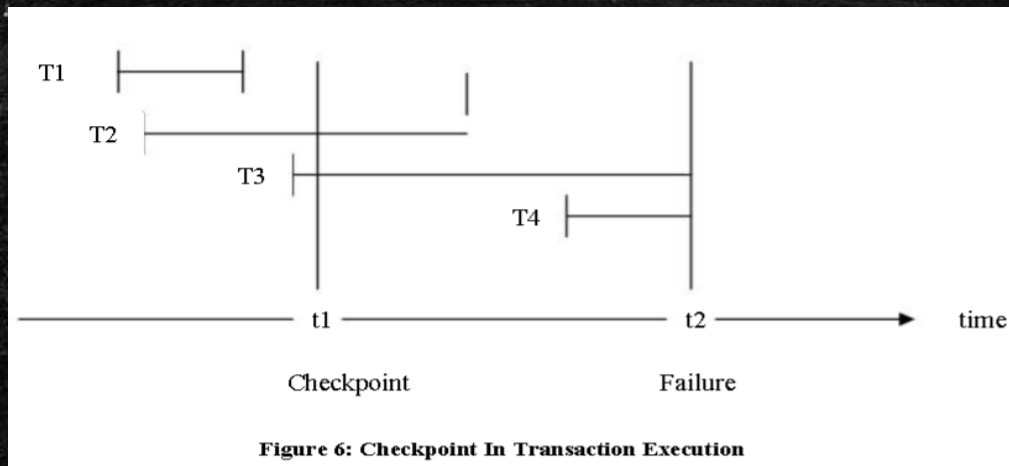 T1
T2
T3
T4
t1 t2 time
Checkpoint Failure
Figure 6: Checkpoint In Transaction Execution